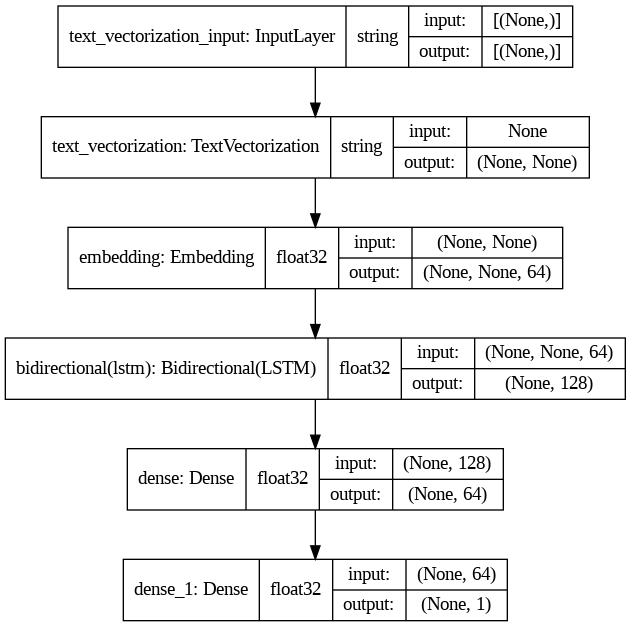 text_vectorization_input: InputLayer string input: [(None,)]
output: [(None,)]
text_vectorization: TextVectorization string input: None
output: (None, None)
embedding: Embedding float32 input: (None, None)
output: (None, None, 64)
bidirectional(lstm): Bidirectional(LSTM) float32 input: (None, None, 64)
output: (None, 128)
dense: Dense float32 input: (None, 128)
output: (None, 64)
dense_1: Dense float32 input: (None, 64)
output: (None, 1)